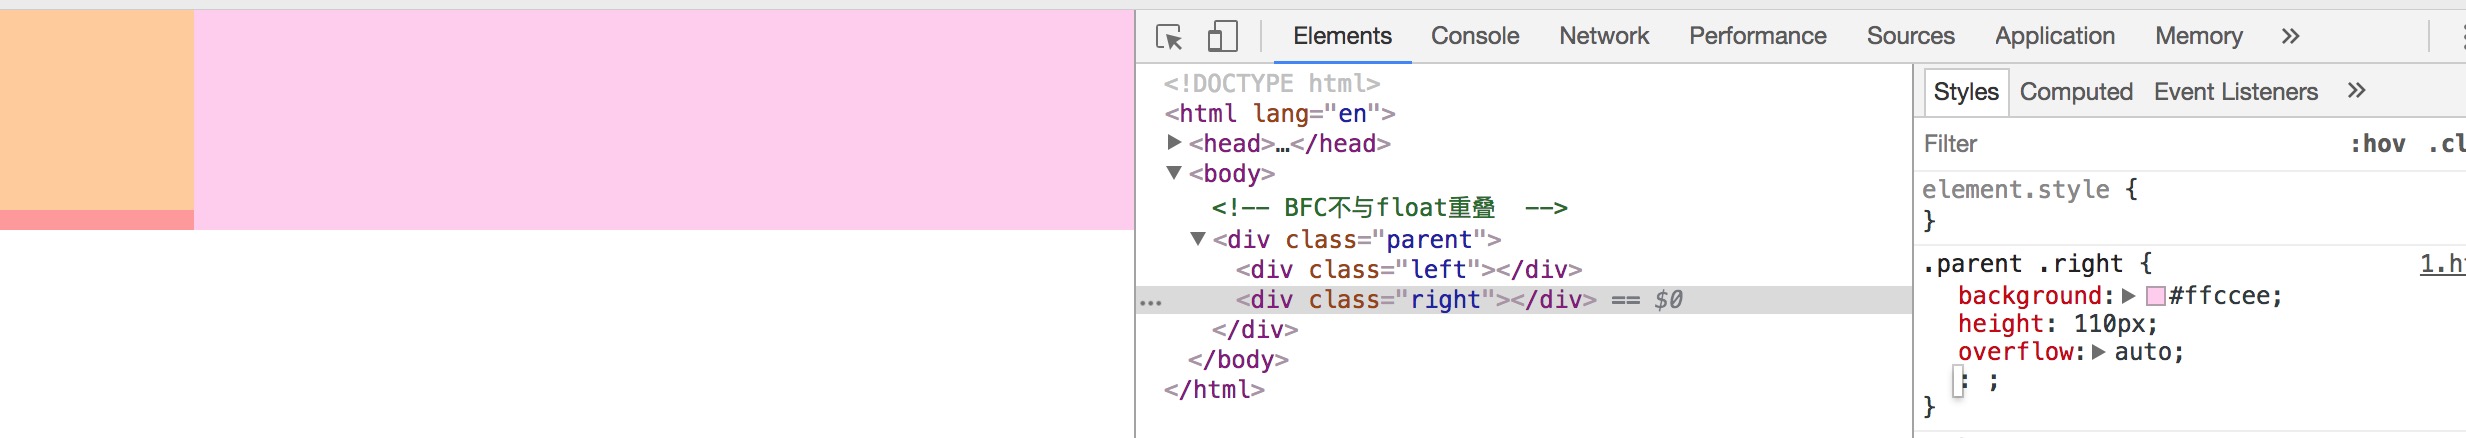 Elements Console Network Performance Sources Application Memory »
<!DOCTYPE html>
<html lang="en">
▶<head>…</head>
▼<body>
<!-- BFC不与float重叠  -->
▼<div class="parent">
<div class="left"></div>
... <div class="right"></div> == $0
</div>
</body>
</html>
Styles Computed Event Listeners »
Filter :hov .cl
element.style {
}
.parent .right { 1.h
background:▶ #ffccee;
height: 110px;
overflow:▶ auto;
: ;
}